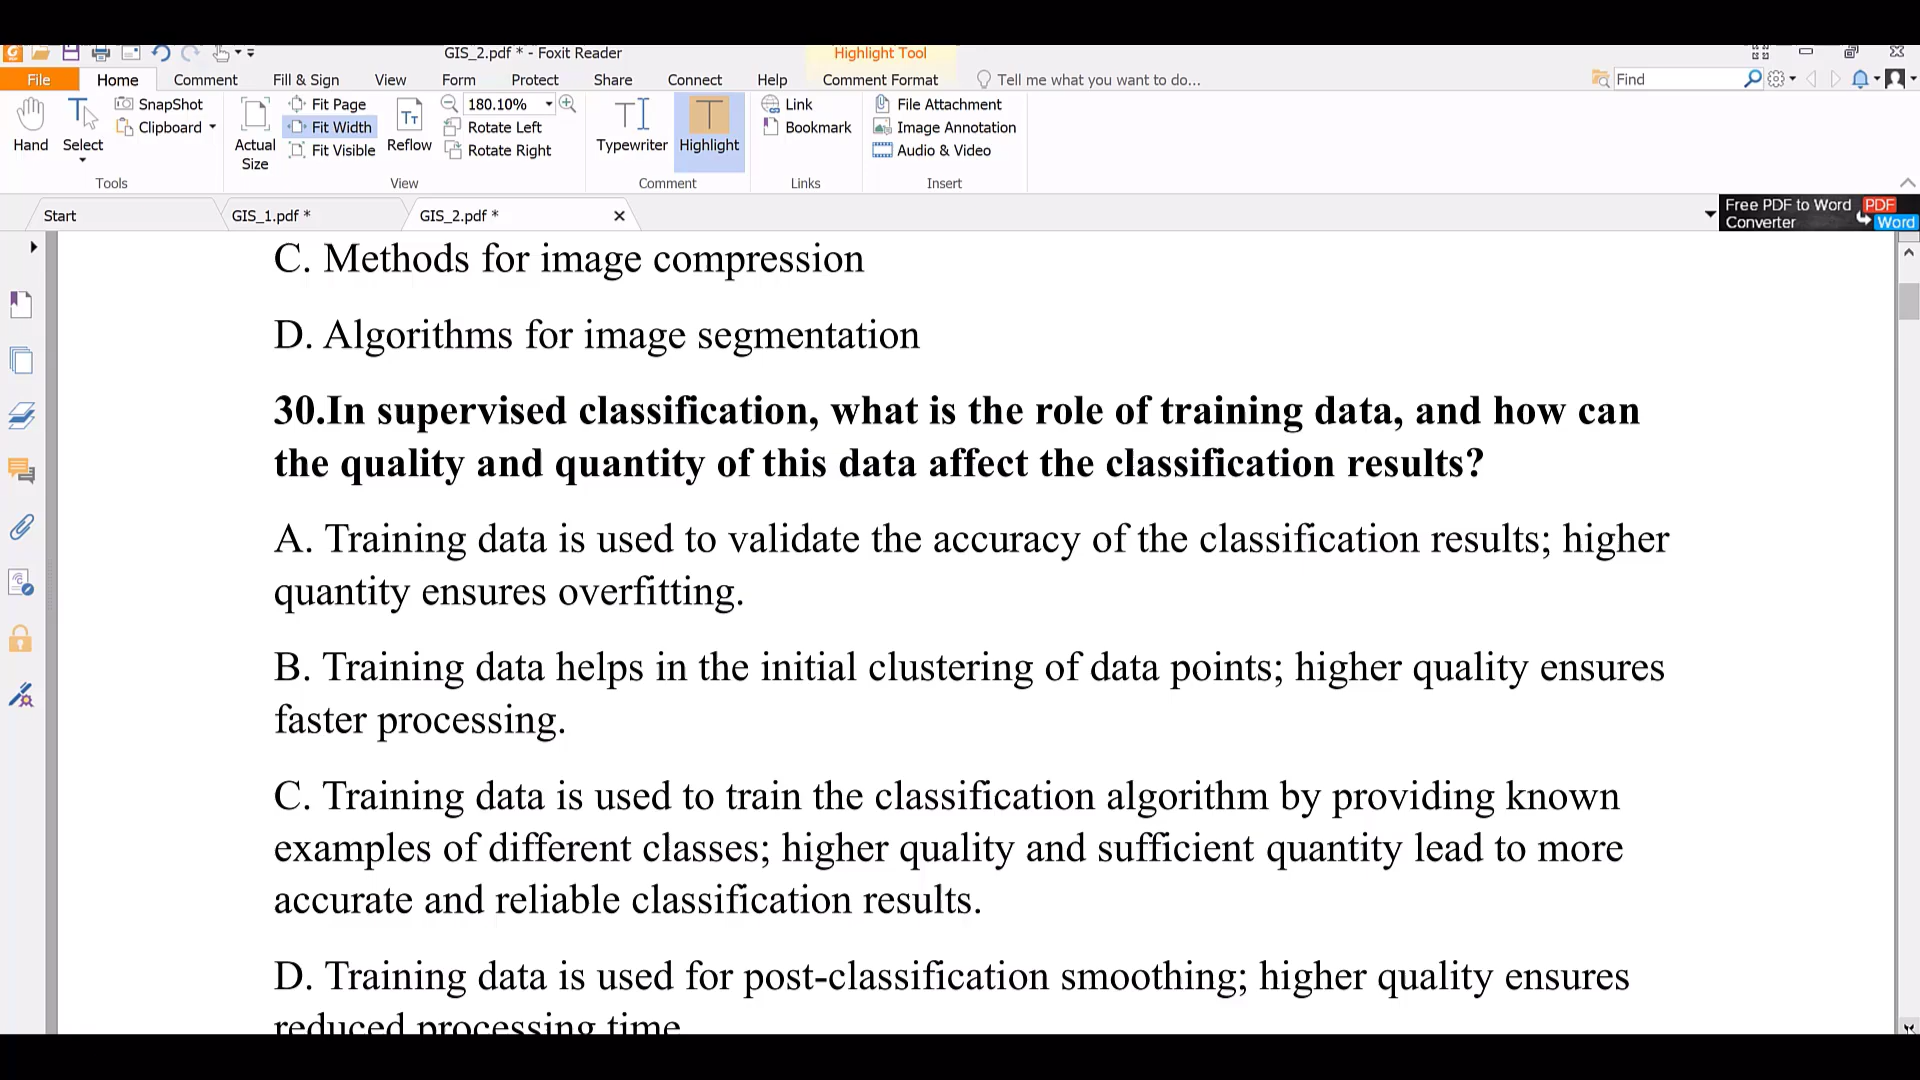 GIS_2.pdf * - Foxit Reader
Highlight Tool
File
Home
Comment
Fill & Sign
View
Form
Protect
Share
Connect
Help
Comment Format
Tell me what you want to do...
Find
Hand
Select
SnapShot
Clipboard
Actual
Size
Fit Page
Fit Width
Fit Visible
Reflow
180.10%
Rotate Left
Rotate Right
Typewriter
Highlight
Link
Bookmark
File Attachment
Image Annotation
Audio & Video
Tools
View
Comment
Links
Insert
Start
GIS_1.pdf *
GIS_2.pdf *
Free PDF to Word PDF
Converter Word
C. Methods for image compression
D. Algorithms for image segmentation
30.In supervised classification, what is the role of training data, and how can
the quality and quantity of this data affect the classification results?
A. Training data is used to validate the accuracy of the classification results; higher
quantity ensures overfitting.
B. Training data helps in the initial clustering of data points; higher quality ensures
faster processing.
C. Training data is used to train the classification algorithm by providing known
examples of different classes; higher quality and sufficient quantity lead to more
accurate and reliable classification results.
D. Training data is used for post-classification smoothing; higher quality ensures
reduced processing time